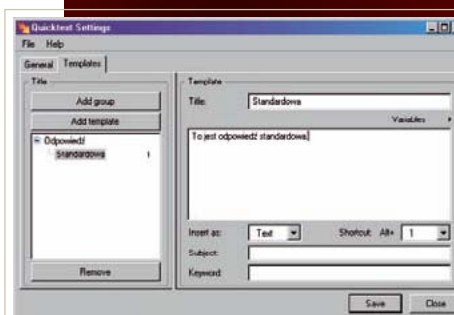 Quicktext Settings
File Help
General Templates
Title
Add group
Add template
Odpowiedź
Standardowa 1
Remove
Template
Title: Standardowa
Variables
To jest odpowiedź standardowa.
Insert as: Text Shortcut: Alt+ 1
Subject:
Keyword:
Save Close